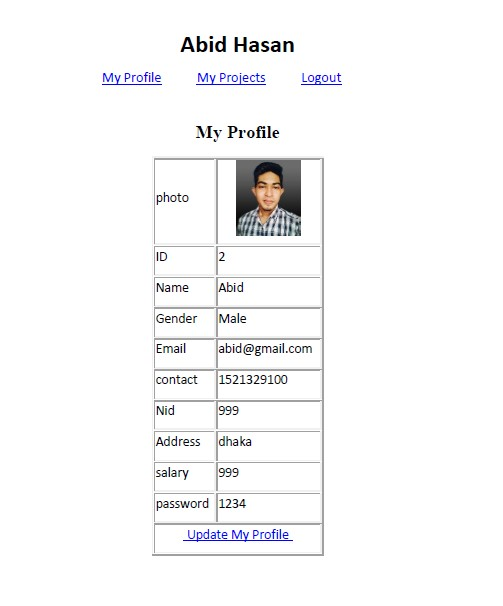 Abid Hasan
My Profile My Projects Logout
My Profile
photo
ID 2
Name Abid
Gender Male
Email abid@gmail.com
contact 1521329100
Nid 999
Address dhaka
salary 999
password 1234
Update My Profile